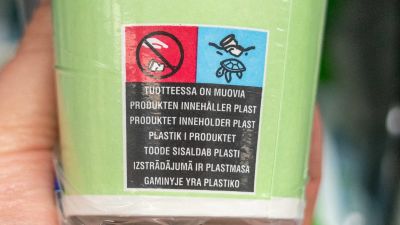 TUOTTEESSA ON MUOVIA
PRODUKTEN INNEHÅLLER PLAST
PRODUKTET INNEHOLDER PLAST
PLASTIK I PRODUKTET
TOODE SISALDAB PLASTI
IZSTRĀDĀJUMĀ IR PLASTMASA
GAMINYJE YRA PLASTIKO